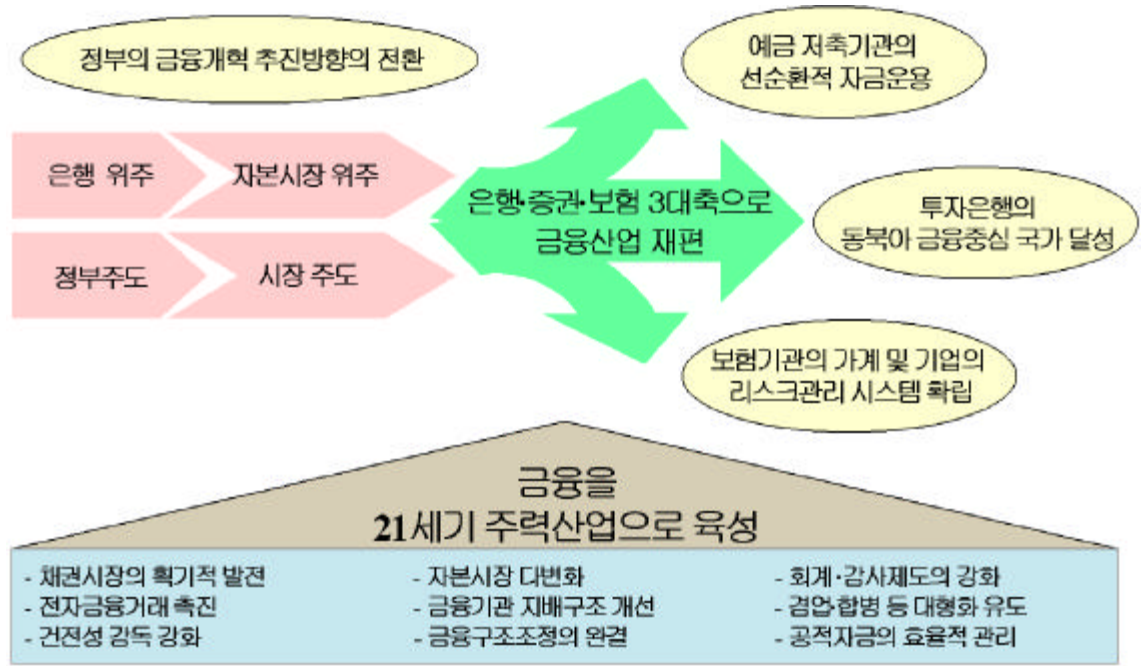 정부의 금융개혁 추진방향의 전환
예금 저축기관의
선순환적 자금운용
은행 위주
자본시장 위주
정부주도
시장 주도
은행·증권·보험 3대축으로
금융산업 재편
투자은행의
동북아 금융중심 국가 달성
보험기관의 가계 및 기업의
리스크관리 시스템 확립
금융을
21세기 주력산업으로 육성
- 채권시장의 획기적 발전
- 전자금융거래 촉진
- 건전성 감독 강화
- 자본시장 다변화
- 금융기관 지배구조 개선
- 금융구조조정의 완결
- 회계·감사제도의 강화
- 겸업·합병 등 대형화 유도
- 공적자금의 효율적 관리